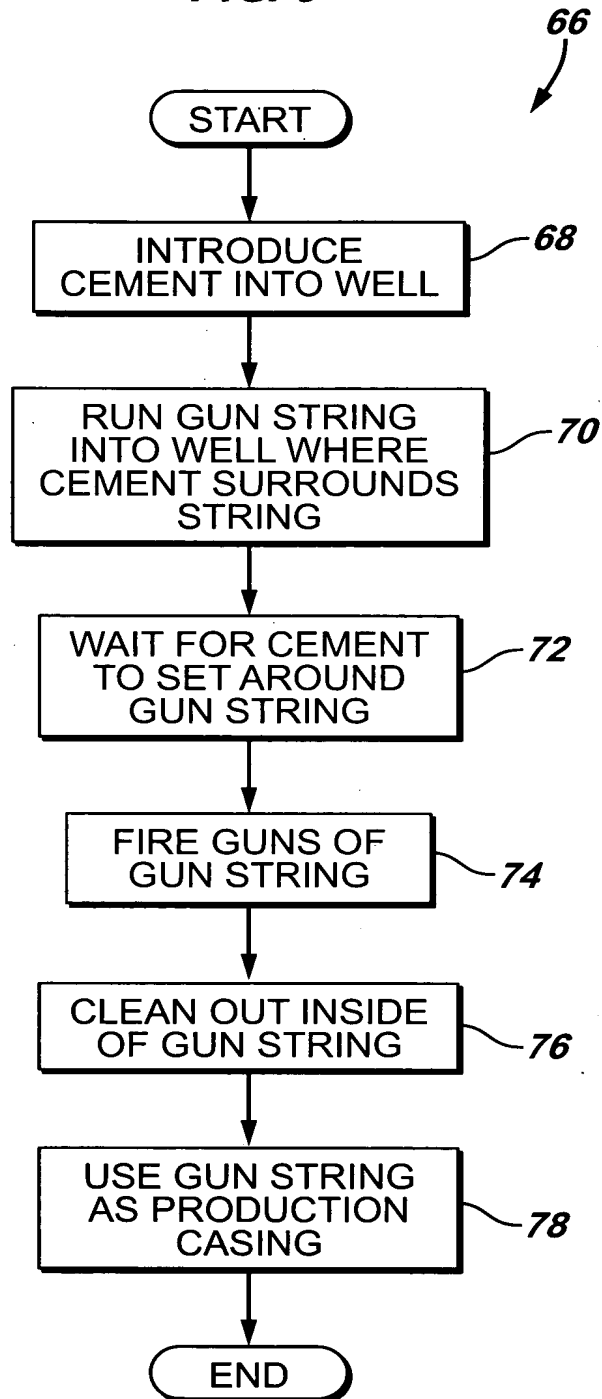 66
START
INTRODUCE
CEMENT INTO WELL
68
RUN GUN STRING
INTO WELL WHERE
CEMENT SURROUNDS
STRING
70
WAIT FOR CEMENT
TO SET AROUND
GUN STRING
72
FIRE GUNS OF
GUN STRING
74
CLEAN OUT INSIDE
OF GUN STRING
76
USE GUN STRING
AS PRODUCTION
CASING
78
END